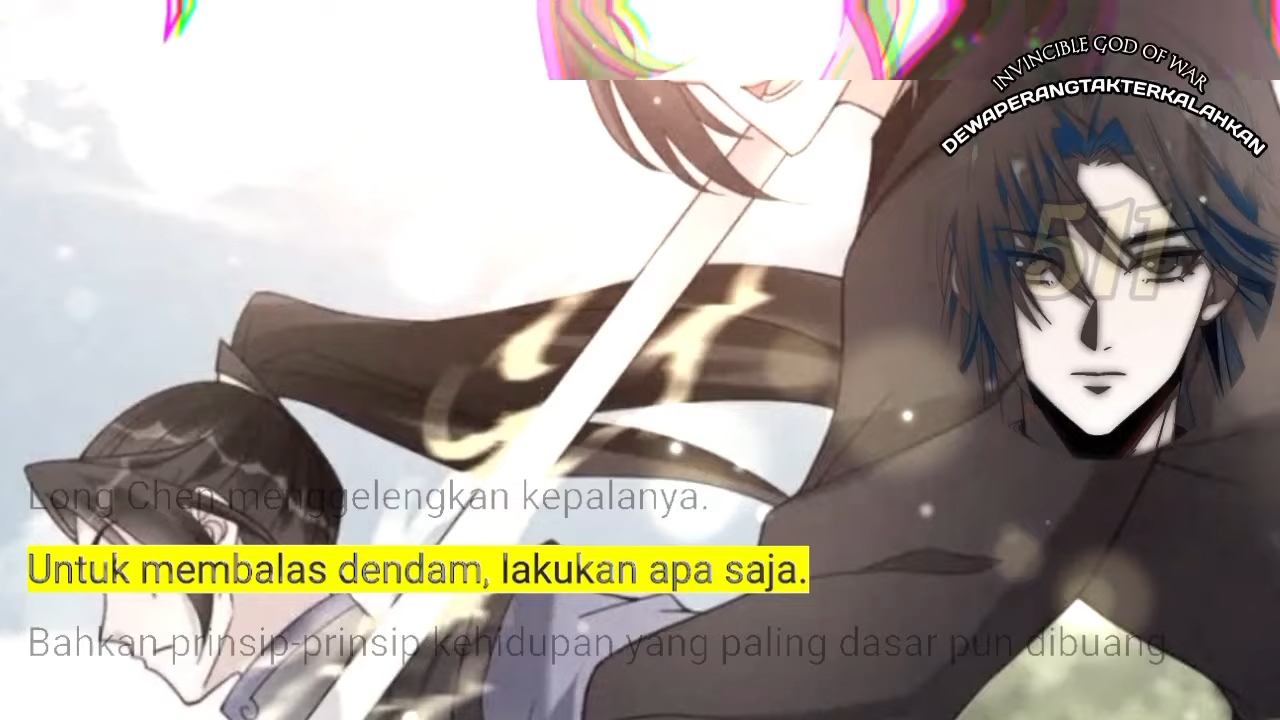 INVINCIBLE GOD OF WAR
DEWAPERANGTAKTERKALAHKAN
511
Long Chen menggelengkan kepalanya.
Untuk membalas dendam, lakukan apa saja.
Bahkan prinsip-prinsip kehidupan yang paling dasar pun dibuang